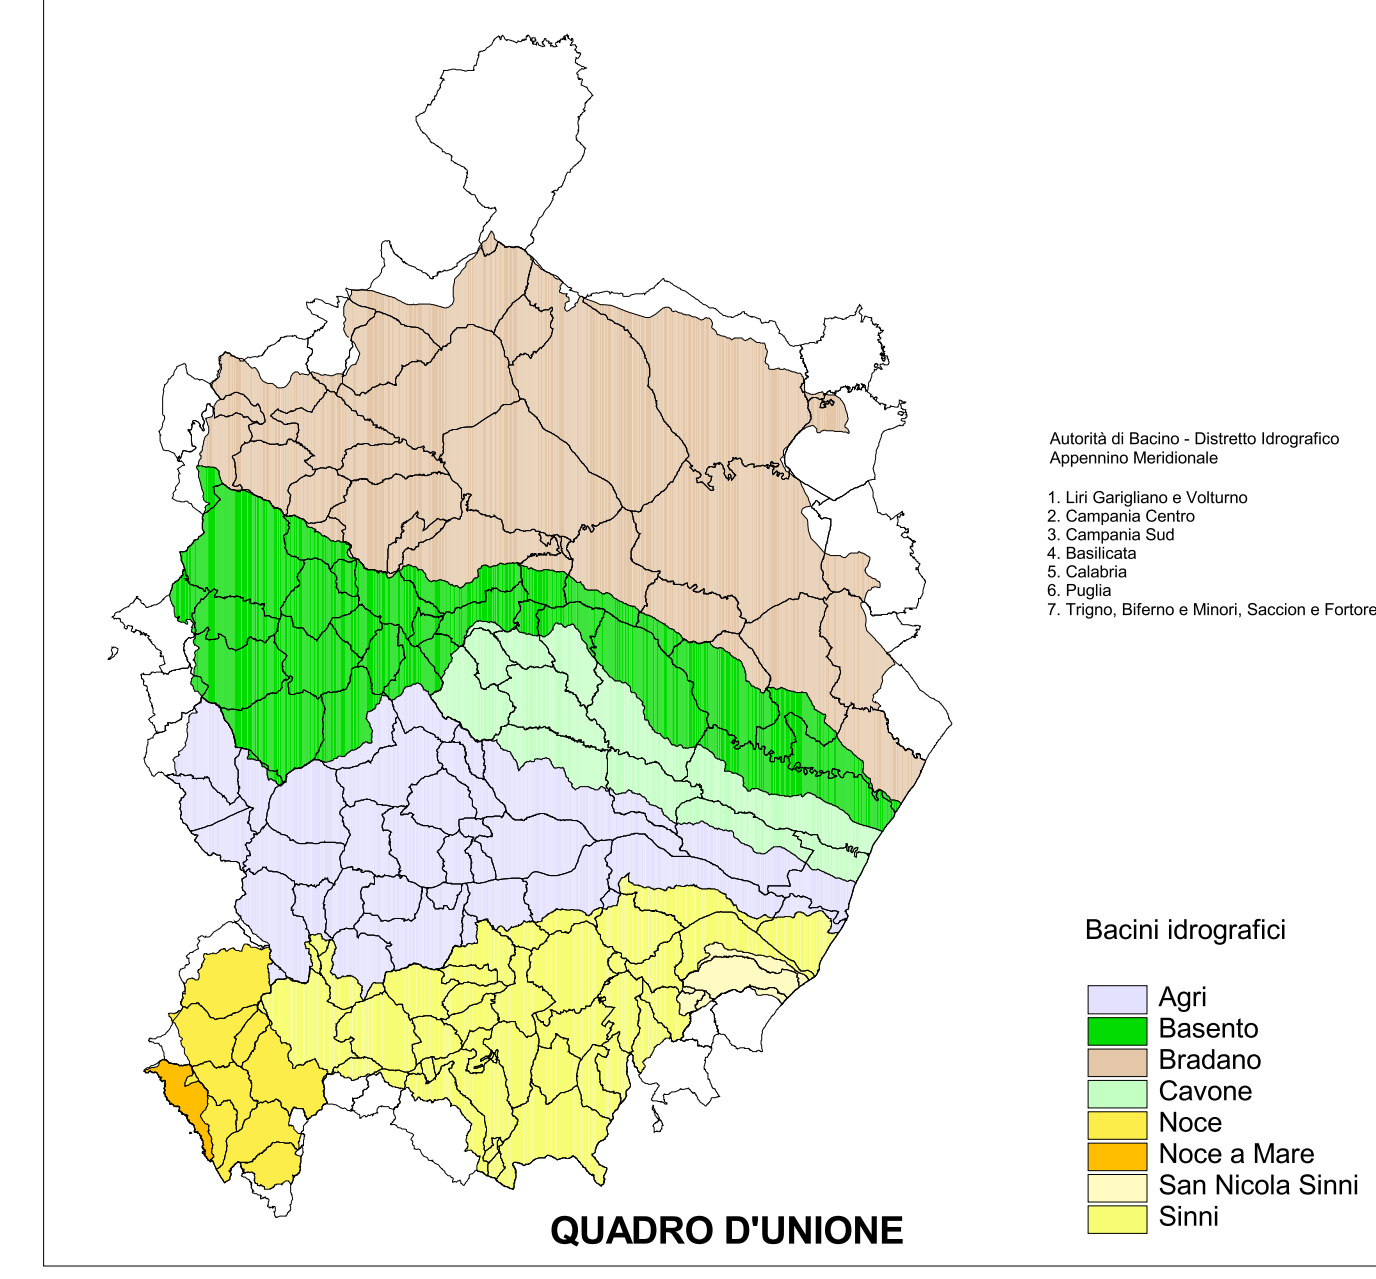 Autorità di Bacino - Distretto Idrografico
Appennino Meridionale
1. Liri Garigliano e Volturno
2. Campania Centro
3. Campania Sud
4. Basilicata
5. Calabria
6. Puglia
7. Trigno, Biferno e Minori, Saccion e Fortore
Bacini idrografici
Agri
Basento
Bradano
Cavone
Noce
Noce a Mare
San Nicola Sinni
Sinni
QUADRO D'UNIONE